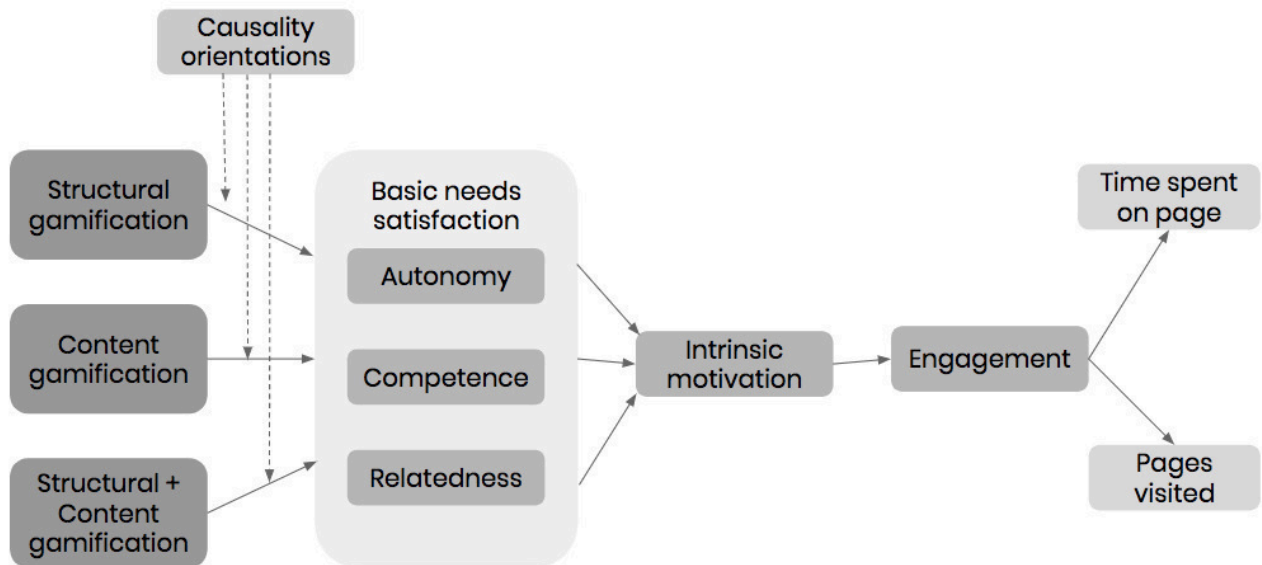 Causality
orientations
Structural
gamification
Content
gamification
Structural +
Content
gamification
Basic needs
satisfaction
Autonomy
Competence
Relatedness
Intrinsic
motivation
Engagement
Time spent
on page
Pages
visited